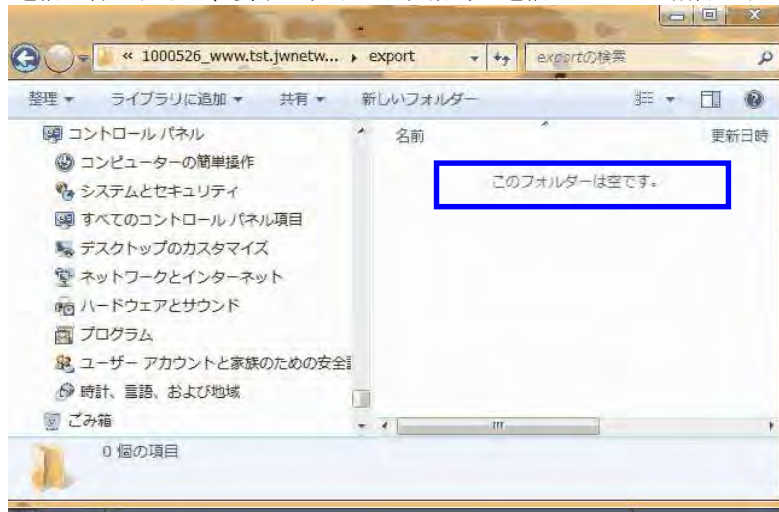 « 1000526_www.tst.jwnetw... ▸ export
exportの検索
整理 ライブラリに追加 共有 新しいフォルダー
コントロール パネル
コンピューターの簡単操作
システムとセキュリティ
すべてのコントロール パネル項目
デスクトップのカスタマイズ
ネットワークとインターネット
ハードウェアとサウンド
プログラム
ユーザー アカウントと家族のための安全
時計、言語、および地域
ごみ箱
名前 更新日時
このフォルダーは空です。
0 個の項目